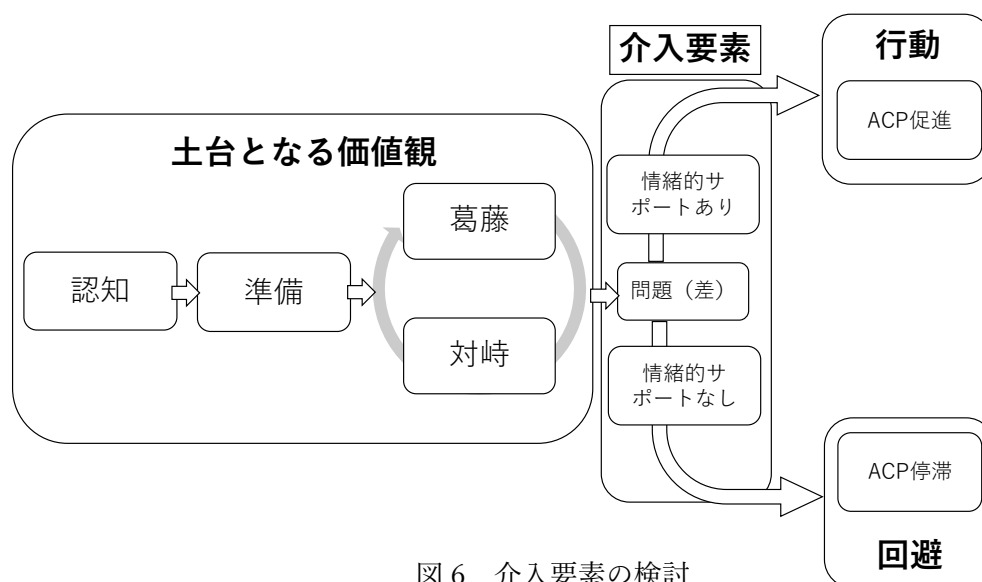 介入要素
行動
ACP促進
土台となる価値観
情緒的サ
ポートあり
葛藤
認知
準備
問題（差）
対峙
情緒的サ
ポートなし
ACP停滞
回避
図 6　介入要素の検討